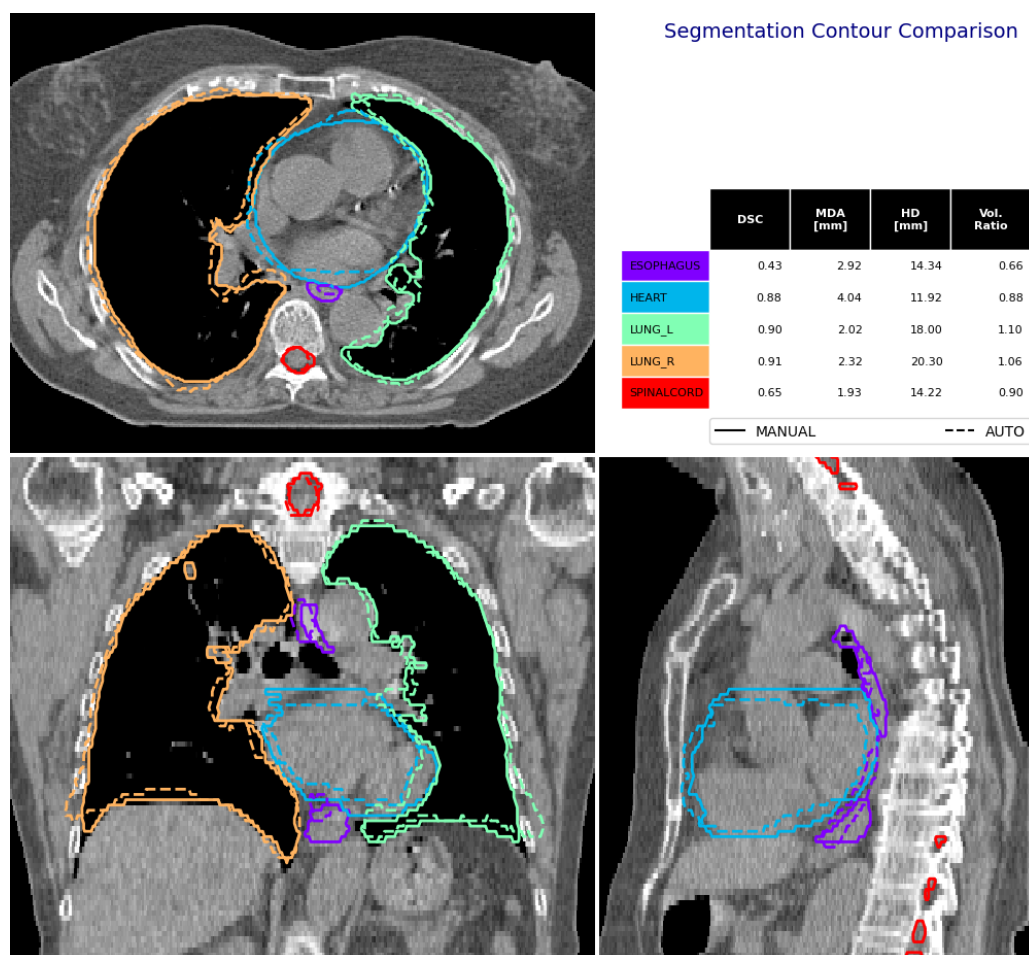 Segmentation Contour Comparison
DSC MDA [mm] HD [mm] Vol. Ratio
ESOPHAGUS 0.43 2.92 14.34 0.66
HEART 0.88 4.04 11.92 0.88
LUNG_L 0.90 2.02 18.00 1.10
LUNG_R 0.91 2.32 20.30 1.06
SPINALCORD 0.65 1.93 14.22 0.90
MANUAL AUTO